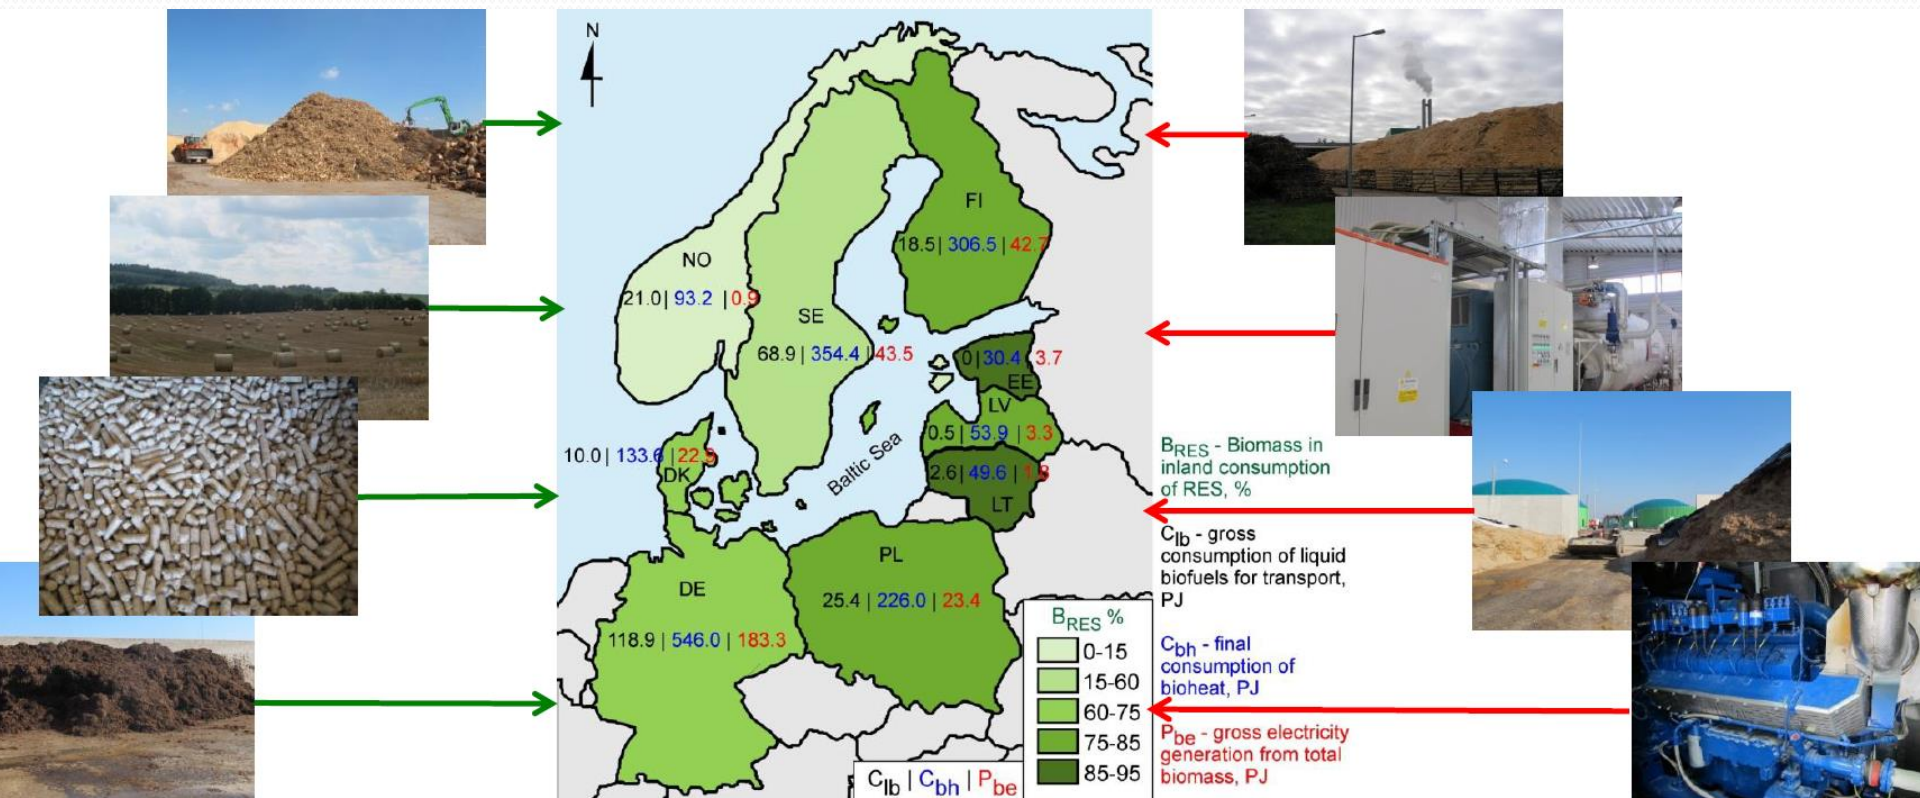 N
FI
18.5 | 306.5 | 42.7
NO
21.0 | 93.2 | 0.9
SE
68.9 | 354.4 | 43.5
0 | 30.4 | 3.7
EE
LV
0.5 | 53.9 | 3.3
10.0 | 133.6 | 22.9
DK
Baltic Sea
2.6 | 49.6 | 1.8
LT
PL
25.4 | 226.0 | 23.4
DE
118.9 | 546.0 | 183.3
BRES %
0-15
15-60
60-75
75-85
85-95
Clb | Cbh | Pbe
BRES - Biomass in
inland consumption
of RES, %
Clb - gross
consumption of liquid
biofuels for transport,
PJ
Cbh - final
consumption of
bioheat, PJ
Pbe - gross electricity
generation from total
biomass, PJ